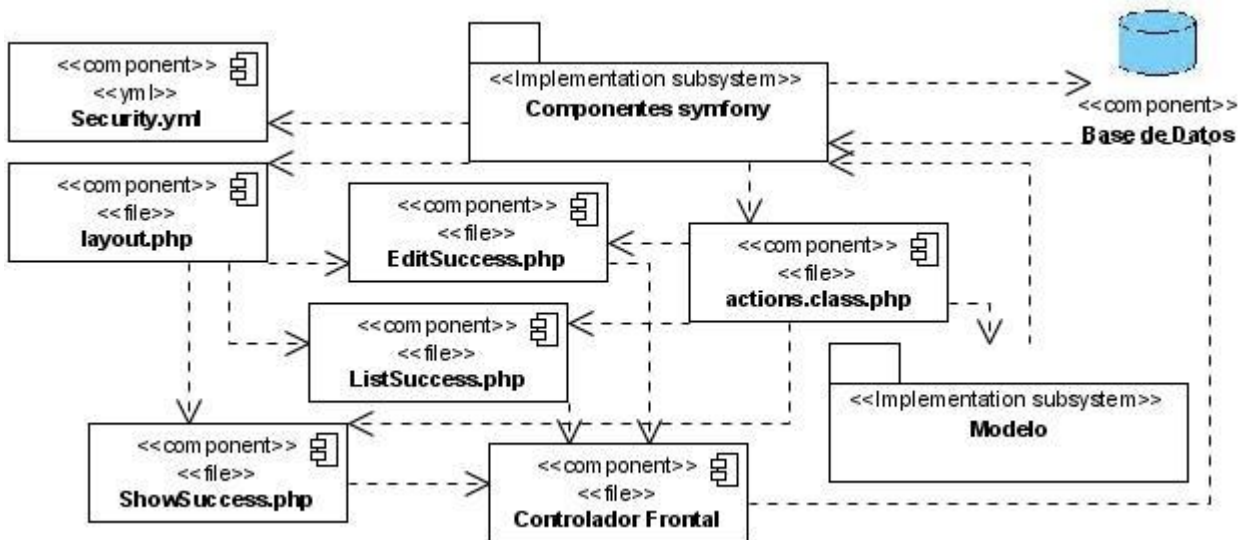 <<component>>
<<yml>>
Security.yml
<<Implementation subsystem>>
Componentes symfony
<<component>>
Base de Datos
<<component>>
<<file>>
layout.php
<<component>>
<<file>>
EditSuccess.php
<<component>>
<<file>>
actions.class.php
<<component>>
<<file>>
ListSuccess.php
<<Implementation subsystem>>
Modelo
<<component>>
<<file>>
ShowSuccess.php
<<component>>
<<file>>
Controlador Frontal